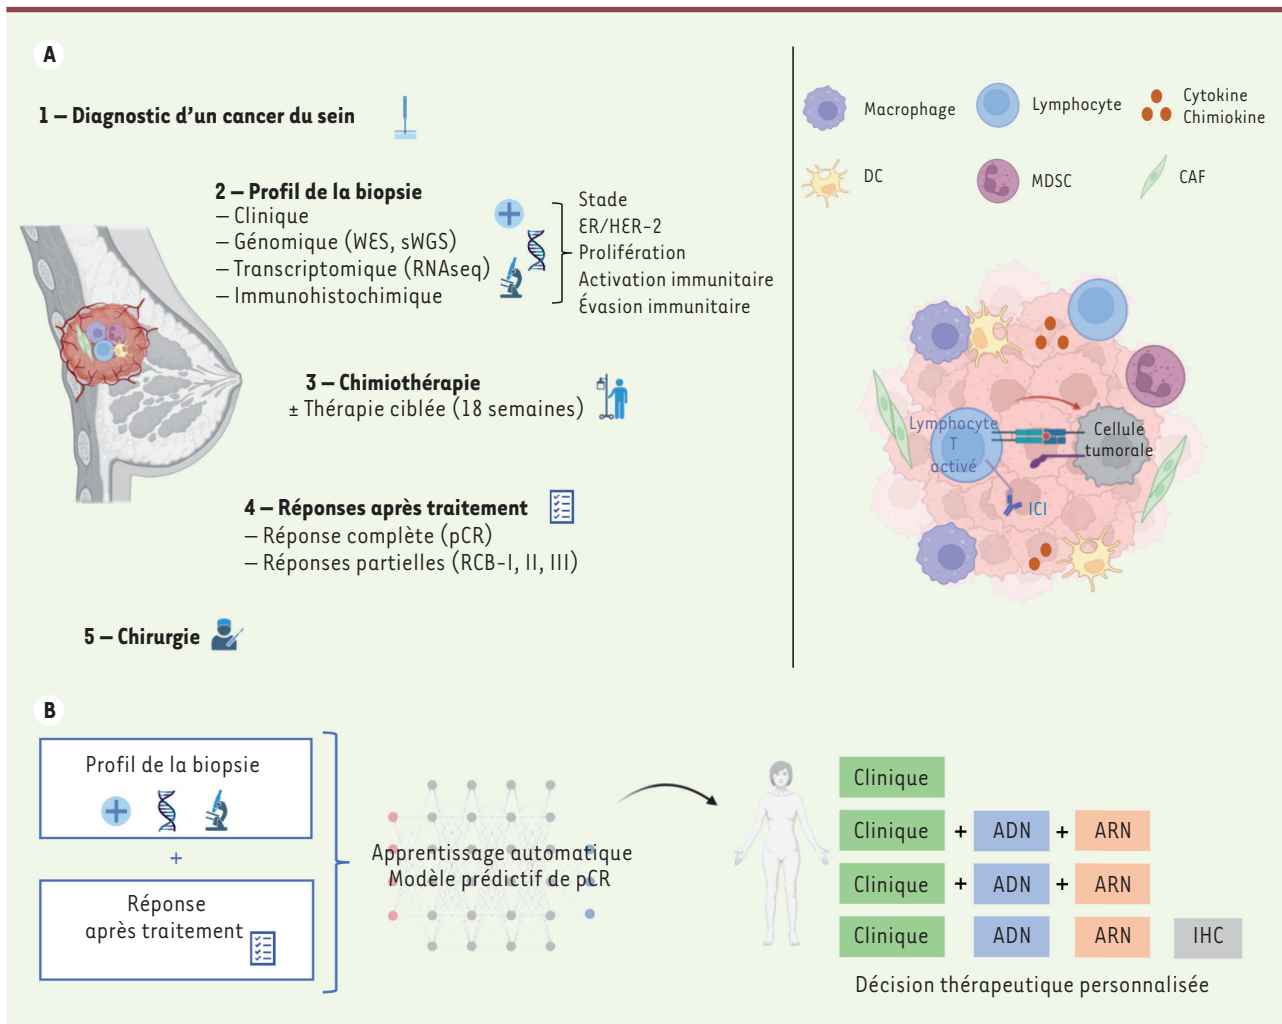 A
1 – Diagnostic d'un cancer du sein
2 – Profil de la biopsie
– Clinique
– Génomique (WES, sWGS)
– Transcriptomique (RNAseq)
– Immunohistochimique
Stade
ER/HER-2
Prolifération
Activation immunitaire
Évasion immunitaire
3 – Chimiothérapie
± Thérapie ciblée (18 semaines)
4 – Réponses après traitement
– Réponse complète (pCR)
– Réponses partielles (RCB-I, II, III)
5 – Chirurgie
Macrophage
Lymphocyte
Cytokine
Chimiokine
DC
MDSC
CAF
Lymphocyte
T
activé
Cellule
tumorale
ICI
B
Profil de la biopsie
+
Réponse
après traitement
Apprentissage automatique
Modèle prédictif de pCR
Clinique
Clinique + ADN + ARN
Clinique + ADN + ARN
Clinique ADN ARN IHC
Décision thérapeutique personnalisée